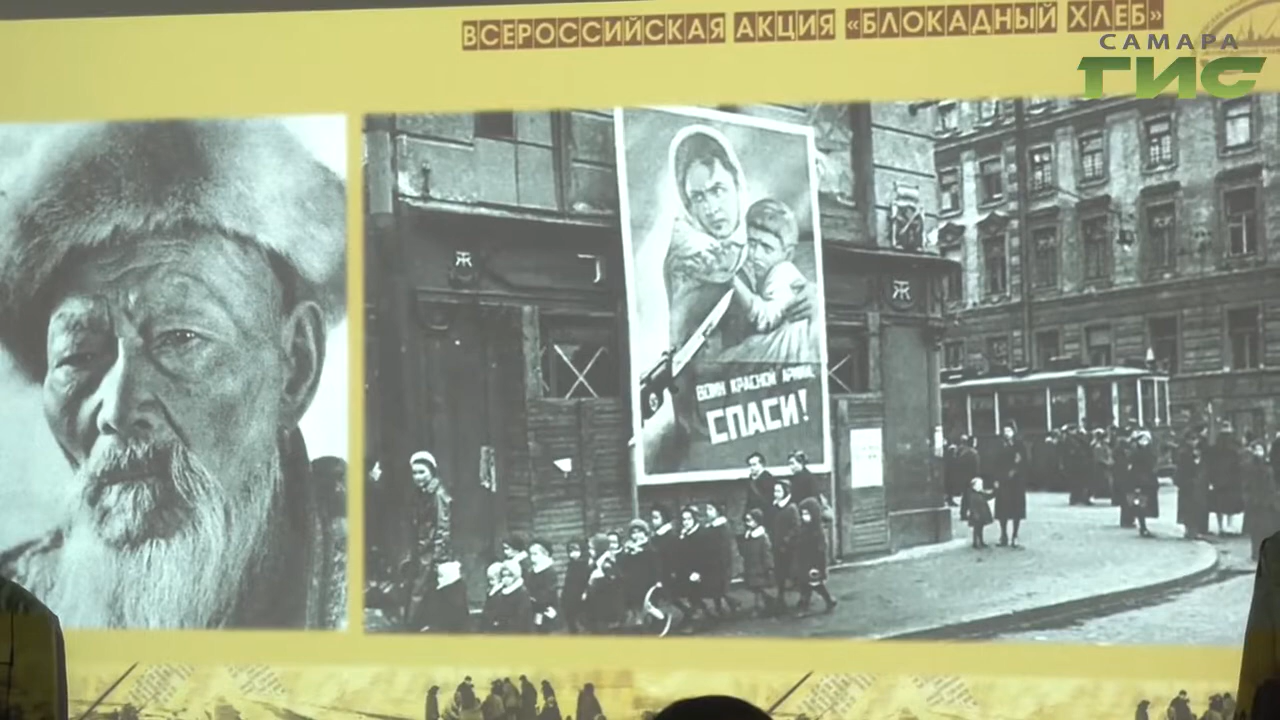 ВСЕРОССИЙСКАЯ АКЦИЯ «БЛОКАДНЫЙ ХЛЕБ»
САМАРА
ГИС
ВОИН КРАСНОЙ АРМИИ,
СПАСИ!